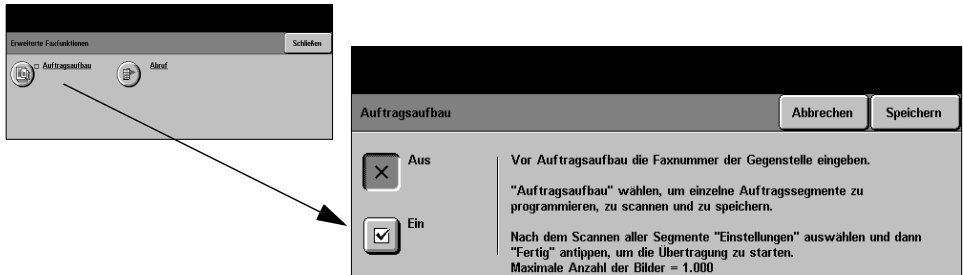 Erweiterte Faxfunktionen
Schließen
Auftragsaufbau
Abruf
Auftragsaufbau
Abbrechen
Speichern
Aus
Ein
Vor Auftragsaufbau die Faxnummer der Gegenstelle eingeben.
"Auftragsaufbau" wählen, um einzelne Auftragssegmente zu
programmieren, zu scannen und zu speichern.
Nach dem Scannen aller Segmente "Einstellungen" auswählen und dann
"Fertig" antippen, um die Übertragung zu starten.
Maximale Anzahl der Bilder = 1.000